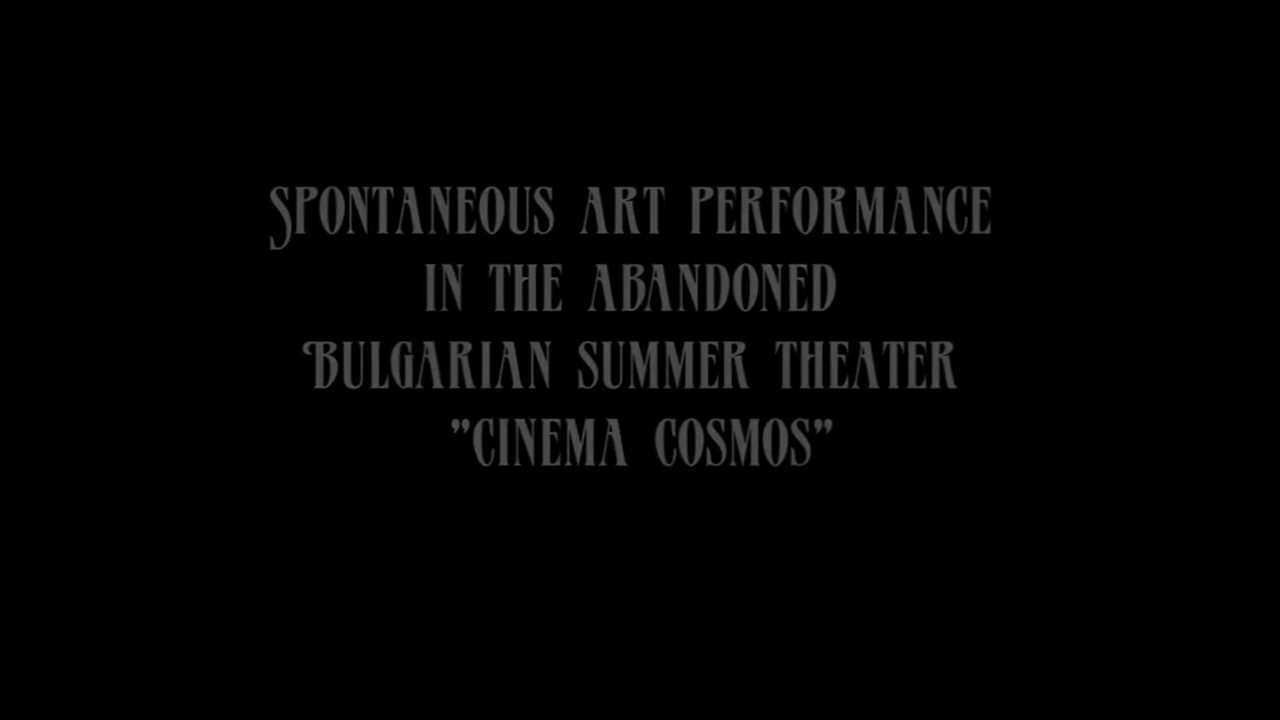 Spontaneous art performance
in the abandoned
Bulgarian summer theater
"cinema cosmos"